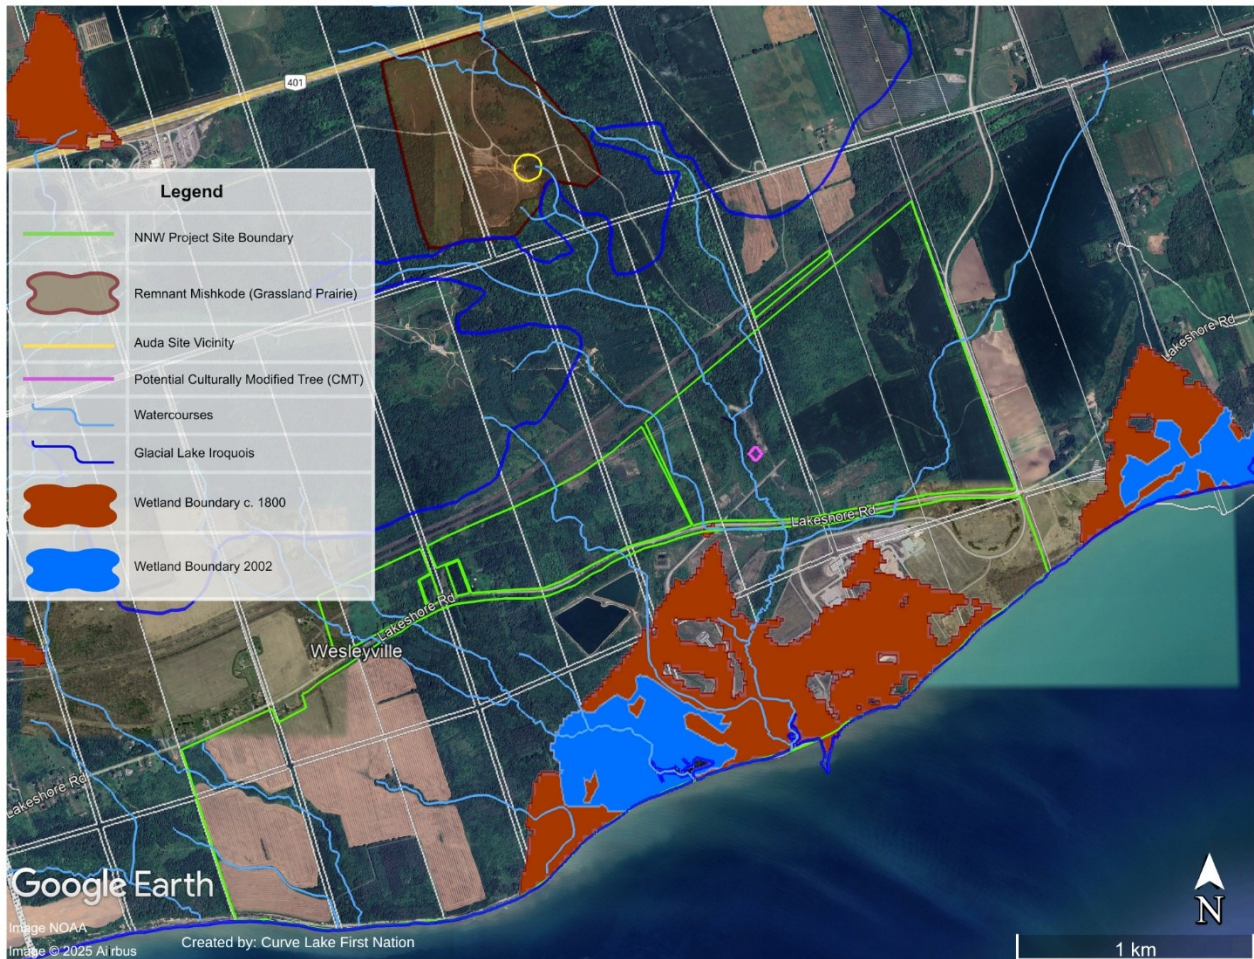 401
Legend
NNW Project Site Boundary
Remnant Mishkode (Grassland Prairie)
Auda Site Vicinity
Potential Culturally Modified Tree (CMT)
Watercourses
Glacial Lake Iroquois
Wetland Boundary c. 1800
Wetland Boundary 2002
Lakeshore Rd
Lakeshore Rd
Lakeshore Rd
Wesleyville
Lakeshore Rd
Google Earth
Image NOAA
Image © 2025 Airbus
Created by: Curve Lake First Nation
N
1 km